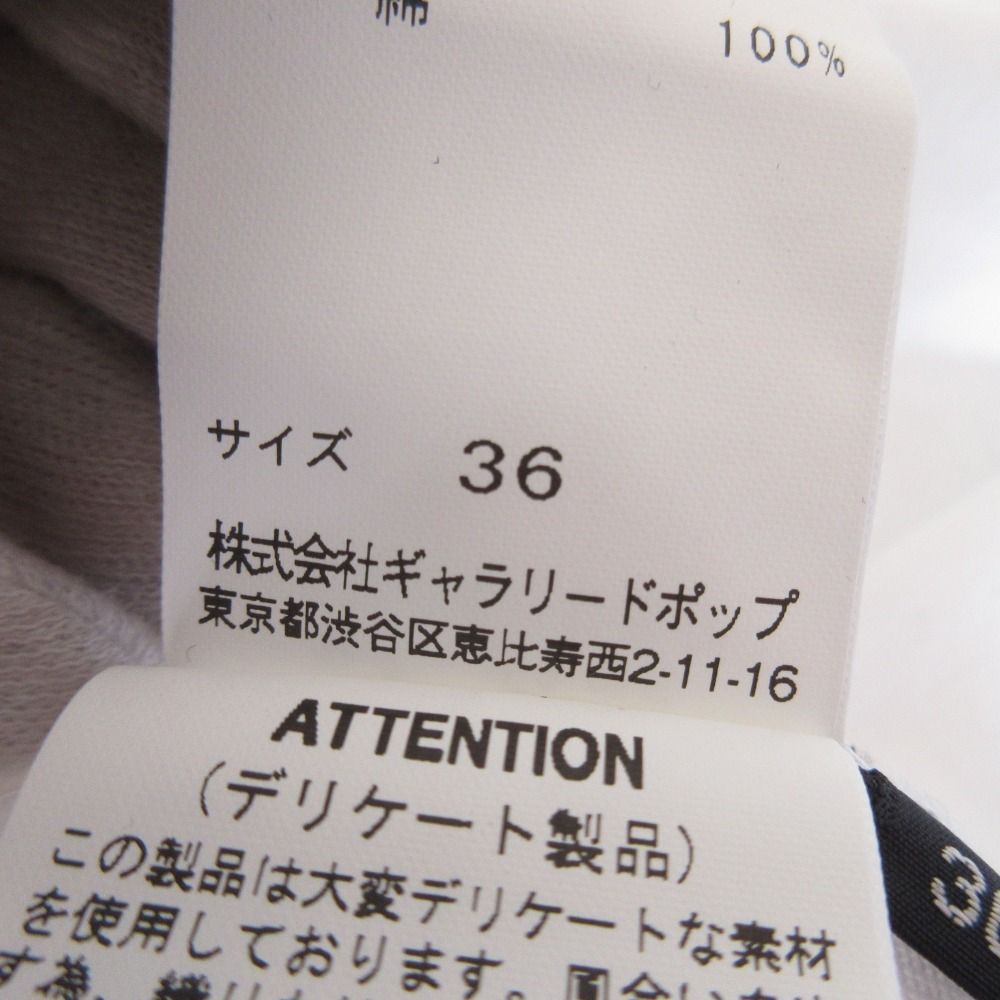 綿 100%
サイズ 36
株式会社ギャラリードポップ
東京都渋谷区恵比寿西2-11-16
ATTENTION
(デリケート製品)
この製品は大変デリケートな素材
を使用しております。
す為、